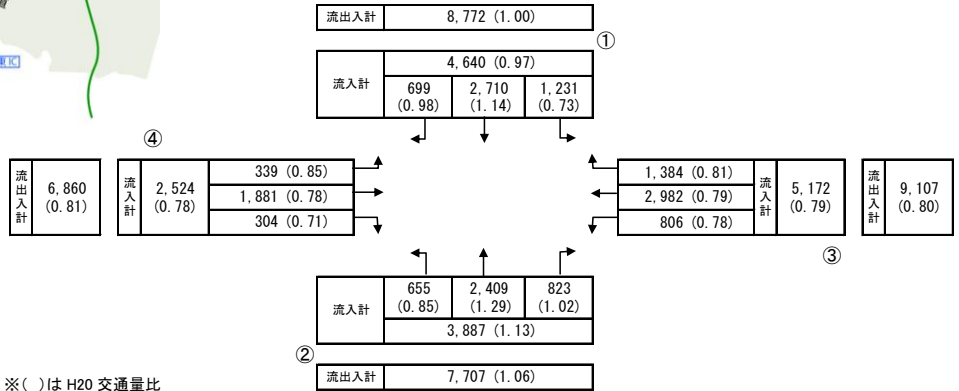 流出入計 8,772 (1.00)
①
流入計 4,640 (0.97)
699 2,710 1,231
(0.98) (1.14) (0.73)
東IC
④
流出入計 6,860 (0.81)
流入計 2,524 (0.78)
339 (0.85)
1,881 (0.78)
304 (0.71)
1,384 (0.81)
2,982 (0.79)
806 (0.78)
流入計 5,172 (0.79)
流出入計 9,107 (0.80)
③
流入計
655 2,409 823
(0.85) (1.29) (1.02)
3,887 (1.13)
②
流出入計 7,707 (1.06)
※( )は H20 交通量比